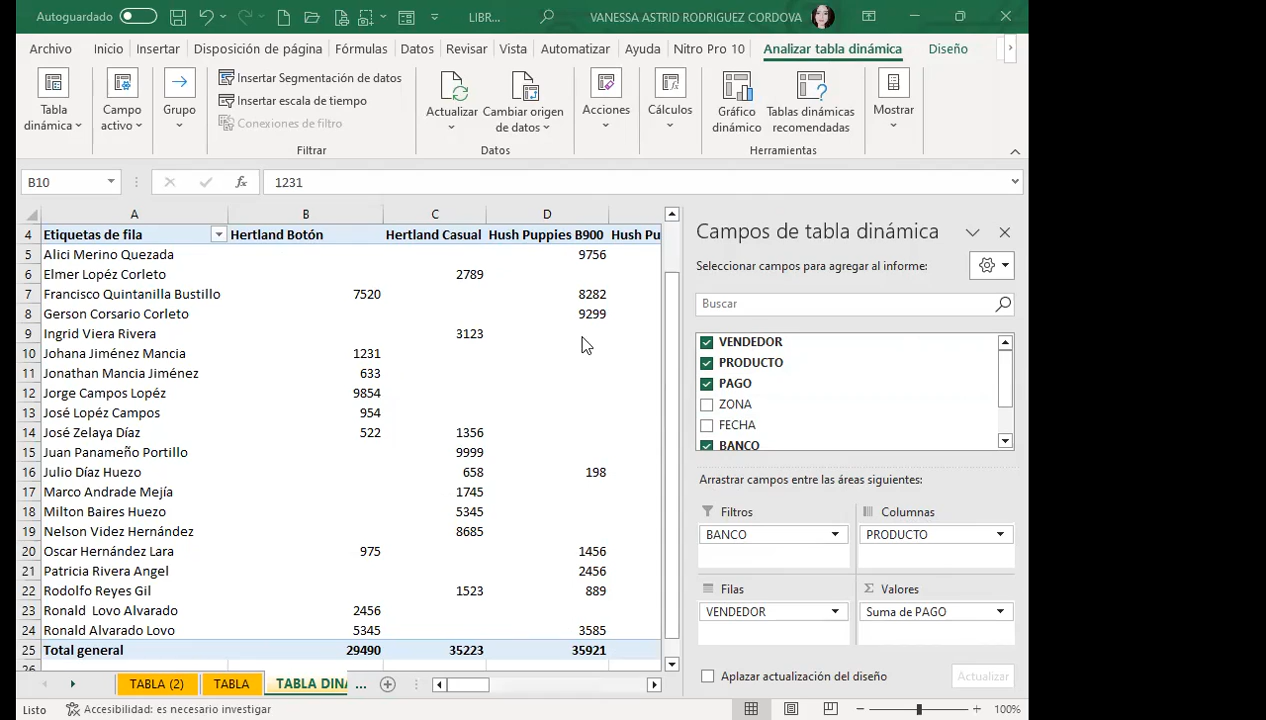 Autoguardado LIBR... VANESSA ASTRID RODRIGUEZ CORDOVA
Archivo Inicio Insertar Disposición de página Fórmulas Datos Revisar Vista Automatizar Ayuda Nitro Pro 10 Analizar tabla dinámica Diseño
Tabla dinámica
Campo activo
Grupo
Insertar Segmentación de datos
Insertar escala de tiempo
Conexiones de filtro
Filtrar
Actualizar
Cambiar origen de datos
Datos
Acciones
Cálculos
Gráfico dinámico
Tablas dinámicas recomendadas
Herramientas
Mostrar
B10 fx 1231
A B C D
4 Etiquetas de fila Hertland Botón Hertland Casual Hush Puppies B900 Hush Pu
5 Alici Merino Quezada 9756
6 Elmer Lopéz Corleto 2789
7 Francisco Quintanilla Bustillo 7520 8282
8 Gerson Corsario Corleto 9299
9 Ingrid Viera Rivera 3123
10 Johana Jiménez Mancia 1231
11 Jonathan Mancia Jiménez 633
12 Jorge Campos Lopéz 9854
13 José Lopéz Campos 954
14 José Zelaya Díaz 522 1356
15 Juan Panameño Portillo 9999
16 Julio Díaz Huezo 658 198
17 Marco Andrade Mejía 1745
18 Milton Baires Huezo 5345
19 Nelson Videz Hernández 8685
20 Oscar Hernández Lara 975 1456
21 Patricia Rivera Angel 2456
22 Rodolfo Reyes Gil 1523 889
23 Ronald  Lovo Alvarado 2456
24 Ronald Alvarado Lovo 5345 3585
25 Total general 29490 35223 35921
26
TABLA (2) TABLA TABLA DINA ...
Campos de tabla dinámica
Seleccionar campos para agregar al informe:
Buscar
VENDEDOR
PRODUCTO
PAGO
ZONA
FECHA
BANCO
Arrastrar campos entre las áreas siguientes:
Filtros Columnas
BANCO PRODUCTO
Filas Σ Valores
VENDEDOR Suma de PAGO
Aplazar actualización del diseño Actualizar
Listo Accesibilidad: es necesario investigar 100%